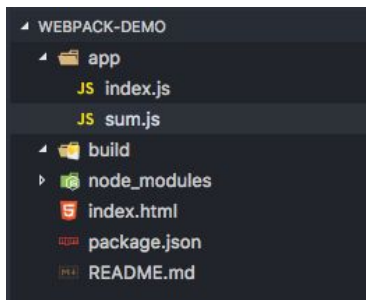 WEBPACK-DEMO
app
JS index.js
JS sum.js
build
node_modules
index.html
package.json
README.md